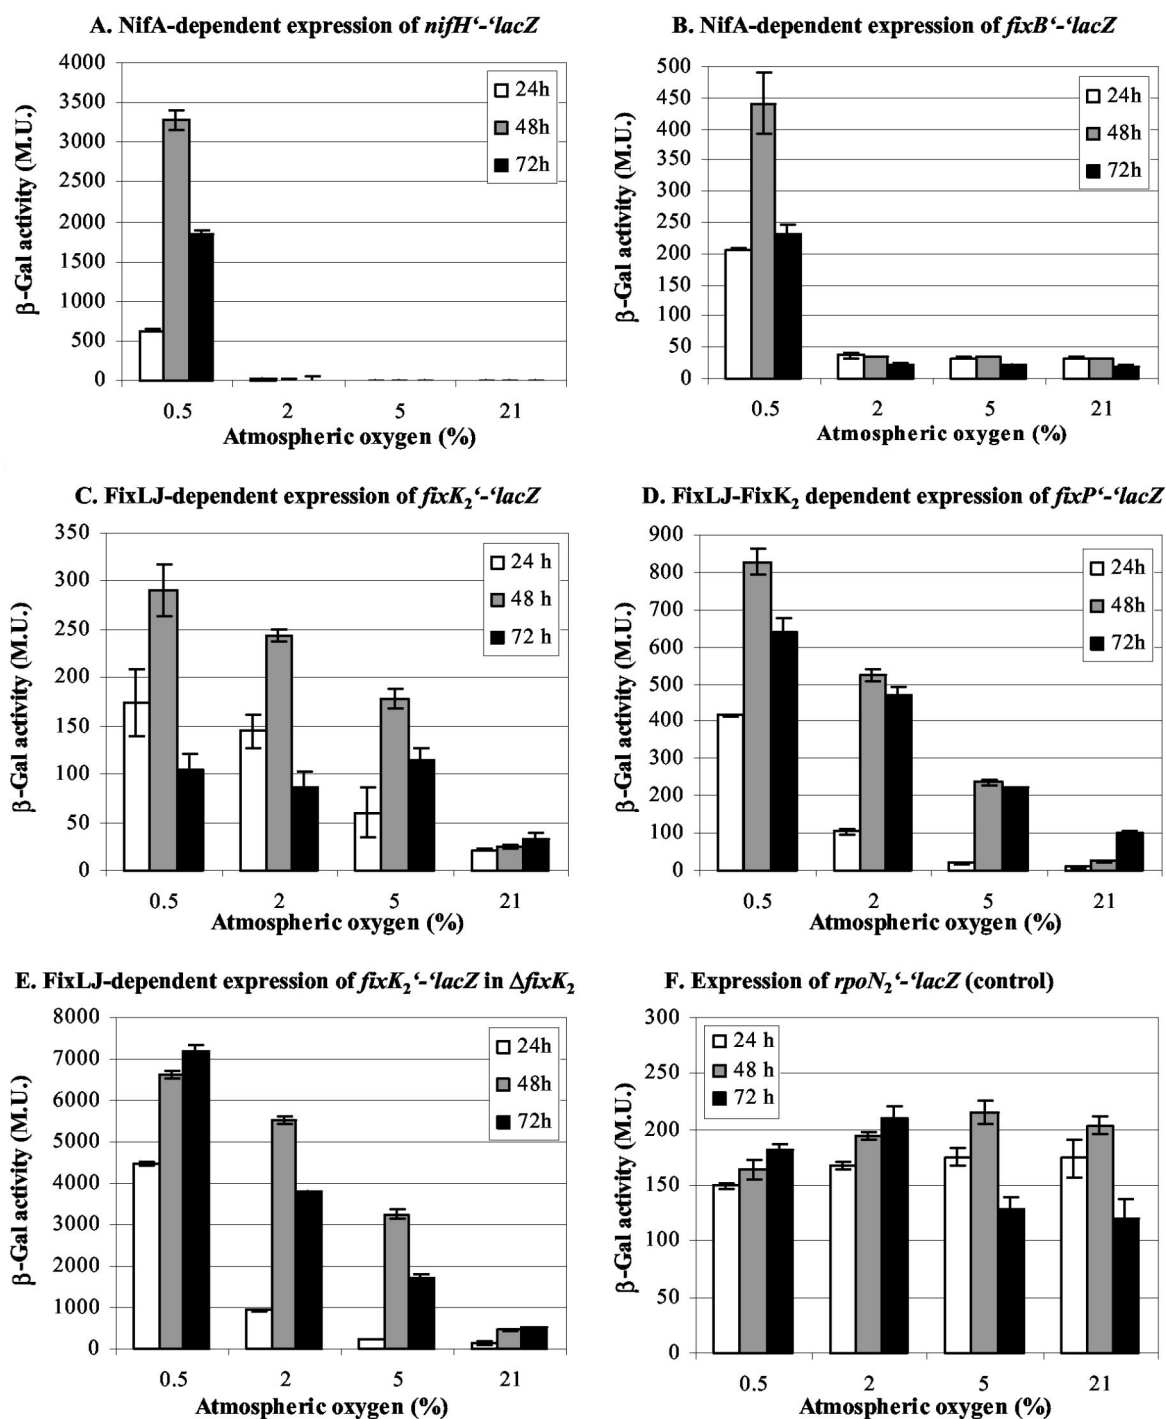 A. NifA-dependent expression of nifH‘-‘lacZ
β-Gal activity (M.U.)
4000
3500
3000
2500
2000
1500
1000
500
0
24h
48h
72h
0.5 2 5 21
Atmospheric oxygen (%)
B. NifA-dependent expression of fixB‘-‘lacZ
β-Gal activity (M.U.)
500
450
400
350
300
250
200
150
100
50
0
24h
48h
72h
0.5 2 5 21
Atmospheric oxygen (%)
C. FixLJ-dependent expression of fixK₂‘-‘lacZ
β-Gal activity (M.U.)
350
300
250
200
150
100
50
0
24 h
48 h
72 h
0.5 2 5 21
Atmospheric oxygen (%)
D. FixLJ-FixK₂ dependent expression of fixP‘-‘lacZ
β-Gal activity (M.U.)
900
800
700
600
500
400
300
200
100
0
24h
48h
72h
0.5 2 5 21
Atmospheric oxygen (%)
E. FixLJ-dependent expression of fixK₂‘-‘lacZ in ΔfixK₂
β-Gal activity (M.U.)
8000
7000
6000
5000
4000
3000
2000
1000
0
24h
48h
72h
0.5 2 5 21
Atmospheric oxygen (%)
F. Expression of rpoN₂‘-‘lacZ (control)
β-Gal activity (M.U.)
300
250
200
150
100
50
0
24 h
48 h
72 h
0.5 2 5 21
Atmospheric oxygen (%)